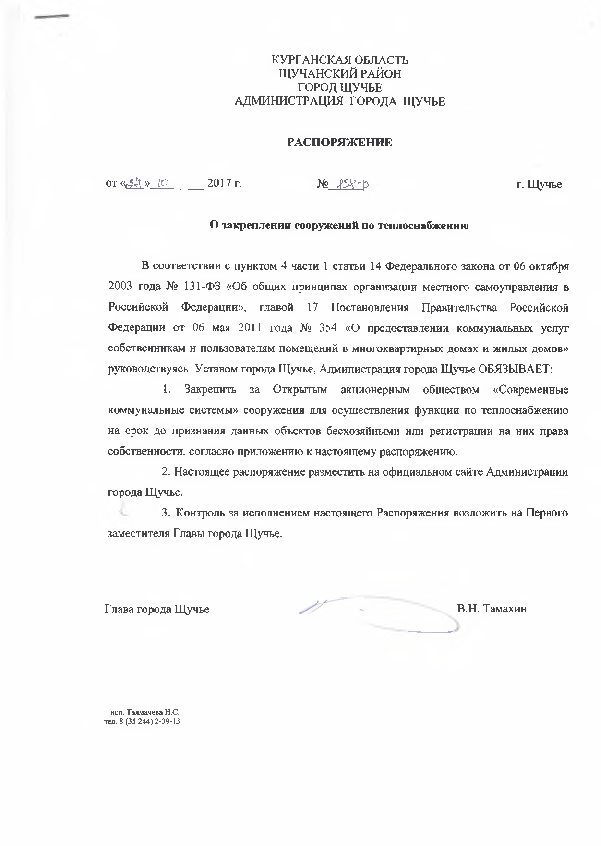 КУРГАНСКАЯ ОБЛАСТЬ
ЩУЧАНСКИЙ РАЙОН
ГОРОД ЩУЧЬЕ
АДМИНИСТРАЦИЯ ГОРОДА ЩУЧЬЕ
РАСПОРЯЖЕНИЕ
от « » 10 2017 г. № г. Щучье
О закреплении сооружений по теплоснабжению
В соответствии с пунктом 4 части 1 статьи 14 Федерального закона от 06 октября
2003 года № 131-ФЗ «Об общих принципах организации местного самоуправления в
Российской Федерации», главой 17 Постановления Правительства Российской
Федерации от 06 мая 2011 года № 354 «О предоставлении коммунальных услуг
собственникам и пользователям помещений в многоквартирных домах и жилых домов»
руководствуясь Уставом города Щучье, Администрация города Щучье ОБЯЗЫВАЕТ:
1. Закрепить за Открытым акционерным обществом «Современные
коммунальные системы» сооружения для осуществления функции по теплоснабжению
на срок до признания данных объектов бесхозяйными или регистрации на них права
собственности, согласно приложению к настоящему распоряжению.
2. Настоящее распоряжение разместить на официальном сайте Администрации
города Щучье.
3. Контроль за исполнением настоящего Распоряжения возложить на Первого
заместителя Главы города Щучье.
Глава города Щучье В.Н. Тамахин
исп. Толмачева Н.С.
тел. 8 (35 244) 2-39-13